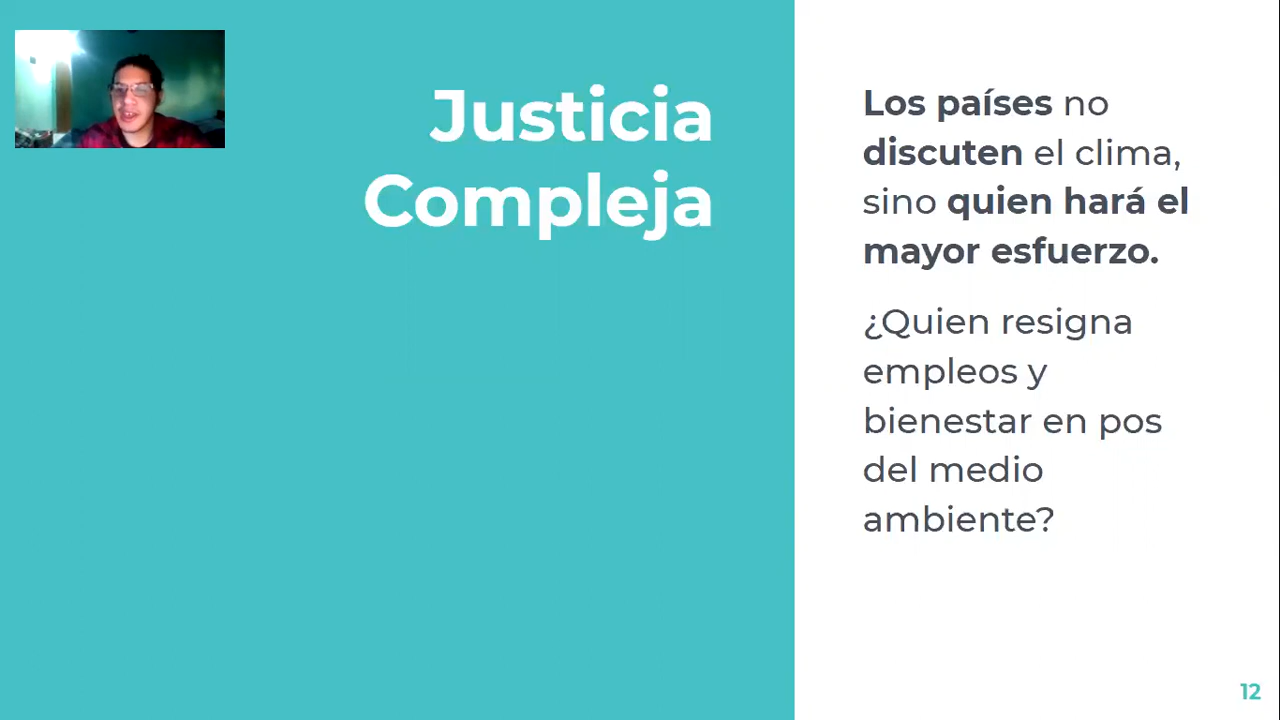 Justicia
Compleja
Los países no
discuten el clima,
sino quien hará el
mayor esfuerzo.
¿Quien resigna
empleos y
bienestar en pos
del medio
ambiente?
12